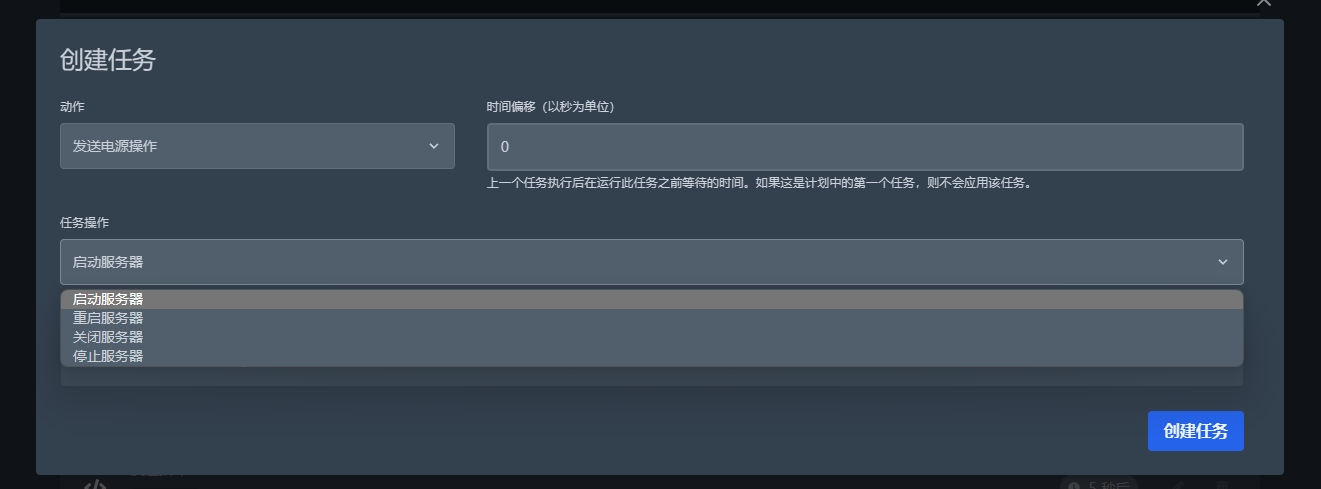 创建任务
动作
时间偏移（以秒为单位）
发送电源操作
0
上一个任务执行后在运行此任务之前等待的时间。如果这是计划中的第一个任务，则不会应用该任务。
任务操作
启动服务器
启动服务器
重启服务器
关闭服务器
停止服务器
创建任务
5 秒后